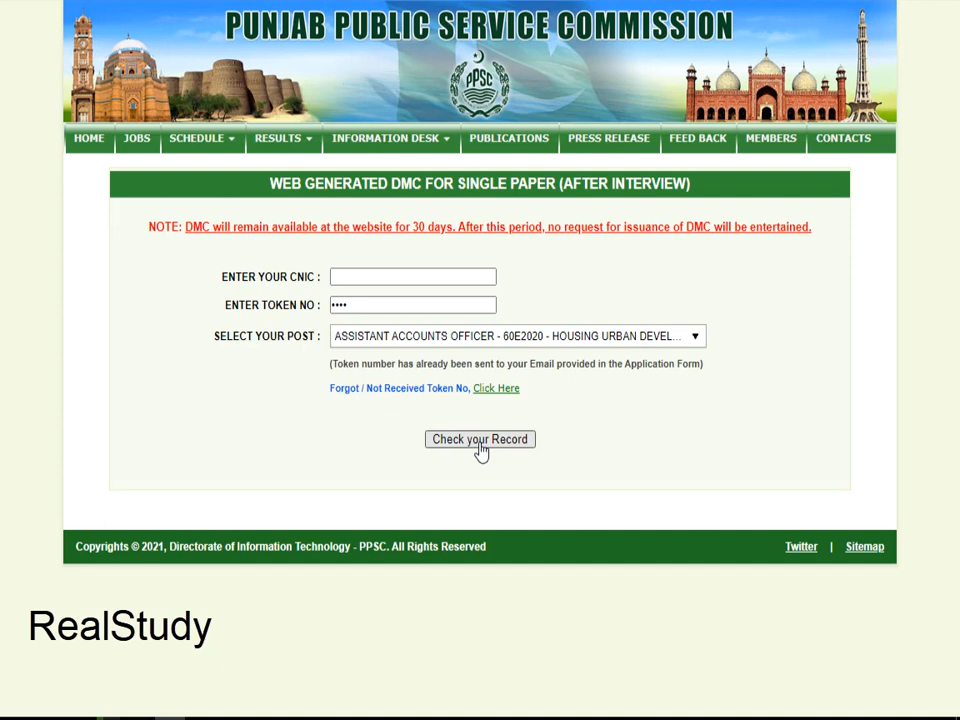 PUNJAB PUBLIC SERVICE COMMISSION
PPSC
HOME JOBS SCHEDULE RESULTS INFORMATION DESK PUBLICATIONS PRESS RELEASE FEED BACK MEMBERS CONTACTS
WEB GENERATED DMC FOR SINGLE PAPER (AFTER INTERVIEW)
NOTE: DMC will remain available at the website for 30 days. After this period, no request for issuance of DMC will be entertained.
ENTER YOUR CNIC :
ENTER TOKEN NO : ••••
SELECT YOUR POST : ASSISTANT ACCOUNTS OFFICER - 60E2020 - HOUSING URBAN DEVEL...
(Token number has already been sent to your Email provided in the Application Form)
Forgot / Not Received Token No, Click Here
Check your Record
Copyrights © 2021, Directorate of Information Technology - PPSC. All Rights Reserved Twitter | Sitemap
RealStudy